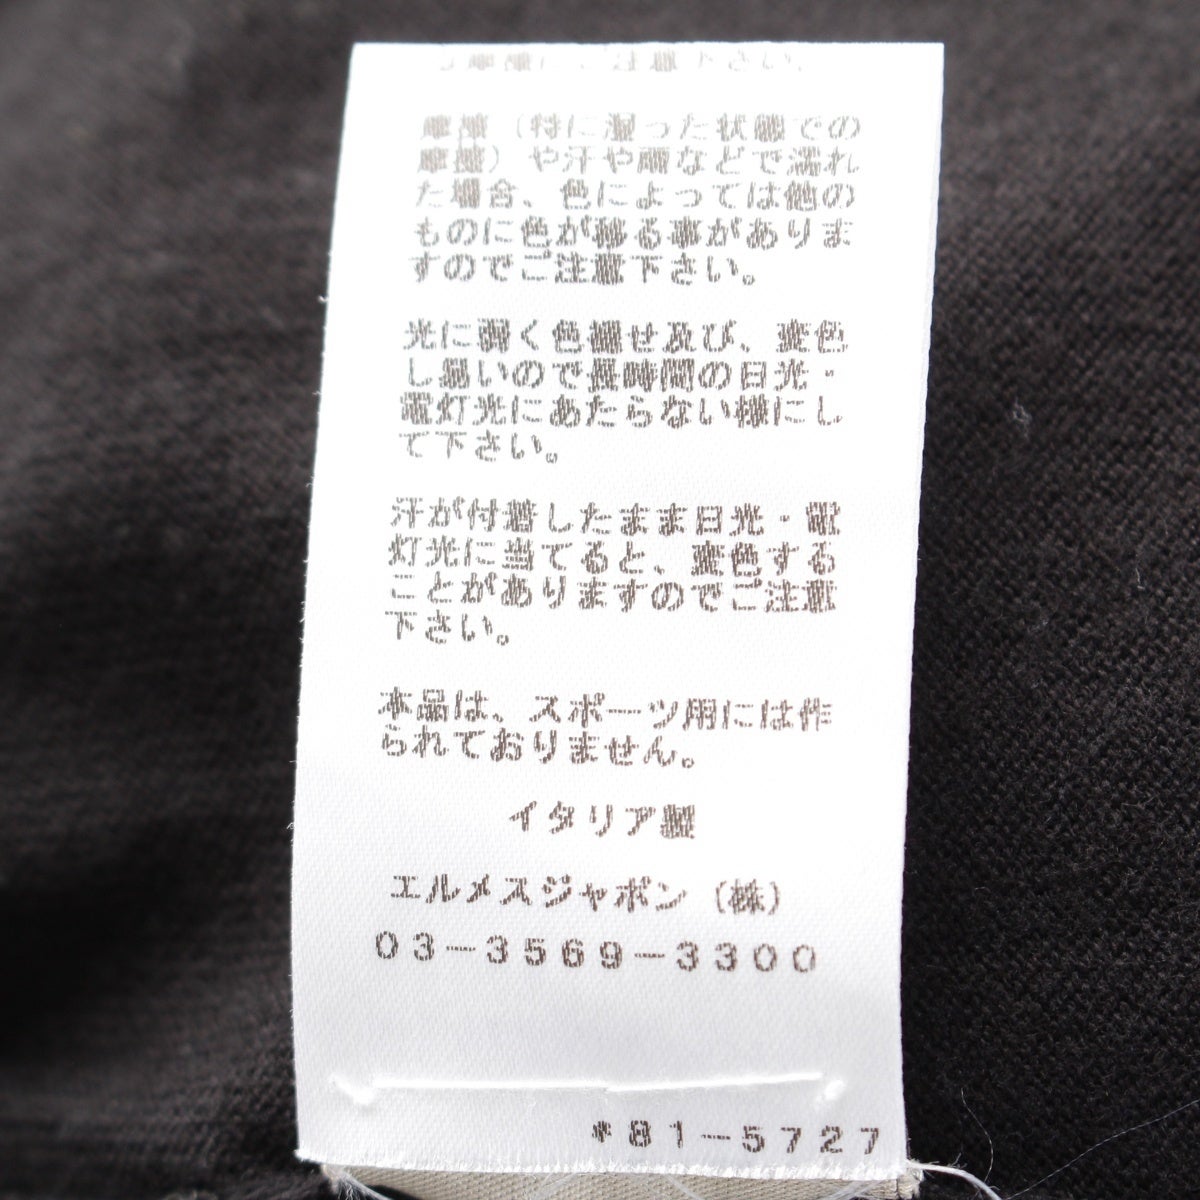 ご注意下さい。
摩擦（特に湿った状態での
摩擦）や汗や雨などで濡れ
た場合、色によっては他の
ものに色が移る事がありま
すのでご注意下さい。
光に弱く色褪せ及び、変色
し易いので長時間の日光・
電灯光にあたらない様にし
て下さい。
汗が付着したまま日光・電
灯光に当てると、変色する
ことがありますのでご注意
下さい。
本品は、スポーツ用には作
られておりません。
イタリア製
エルメスジャポン（株）
03-3569-3300
#81-5727